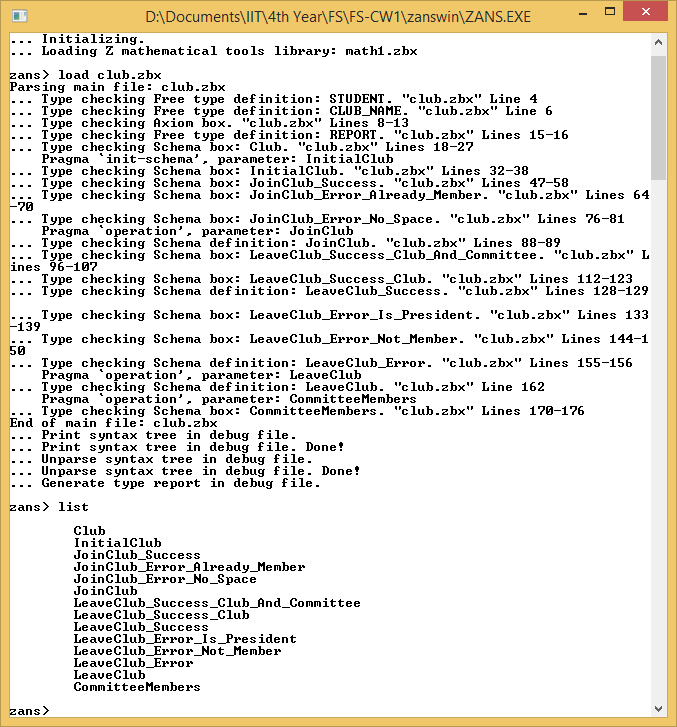 D:\Documents\IIT\4th Year\FS\FS-CW1\zanswin\ZANS.EXE
... Initializing.
... Loading Z mathematical tools library: math1.zbx
zans> load club.zbx
Parsing main file: club.zbx
... Type checking Free type definition: STUDENT. "club.zbx" Line 4
... Type checking Free type definition: CLUB_NAME. "club.zbx" Line 6
... Type checking Axiom box. "club.zbx" Lines 8-13
... Type checking Free type definition: REPORT. "club.zbx" Lines 15-16
... Type checking Schema box: Club. "club.zbx" Lines 18-27
    Pragma `init-schema', parameter: InitialClub
... Type checking Schema box: InitialClub. "club.zbx" Lines 32-38
... Type checking Schema box: JoinClub_Success. "club.zbx" Lines 47-58
... Type checking Schema box: JoinClub_Error_Already_Member. "club.zbx" Lines 64
-70
... Type checking Schema box: JoinClub_Error_No_Space. "club.zbx" Lines 76-81
    Pragma `operation', parameter: JoinClub
... Type checking Schema definition: JoinClub. "club.zbx" Lines 88-89
... Type checking Schema box: LeaveClub_Success_Club_And_Committee. "club.zbx" L
ines 96-107
... Type checking Schema box: LeaveClub_Success_Club. "club.zbx" Lines 112-123
... Type checking Schema definition: LeaveClub_Success. "club.zbx" Lines 128-129
... Type checking Schema box: LeaveClub_Error_Is_President. "club.zbx" Lines 133
-139
... Type checking Schema box: LeaveClub_Error_Not_Member. "club.zbx" Lines 144-1
50
... Type checking Schema definition: LeaveClub_Error. "club.zbx" Lines 155-156
    Pragma `operation', parameter: LeaveClub
... Type checking Schema definition: LeaveClub. "club.zbx" Line 162
    Pragma `operation', parameter: CommitteeMembers
... Type checking Schema box: CommitteeMembers. "club.zbx" Lines 170-176
End of main file: club.zbx
... Print syntax tree in debug file.
... Print syntax tree in debug file. Done!
... Unparse syntax tree in debug file.
... Unparse syntax tree in debug file. Done!
... Generate type report in debug file.
zans> list
Club
InitialClub
JoinClub_Success
JoinClub_Error_Already_Member
JoinClub_Error_No_Space
JoinClub
LeaveClub_Success_Club_And_Committee
LeaveClub_Success_Club
LeaveClub_Success
LeaveClub_Error_Is_President
LeaveClub_Error_Not_Member
LeaveClub_Error
LeaveClub
CommitteeMembers
zans>